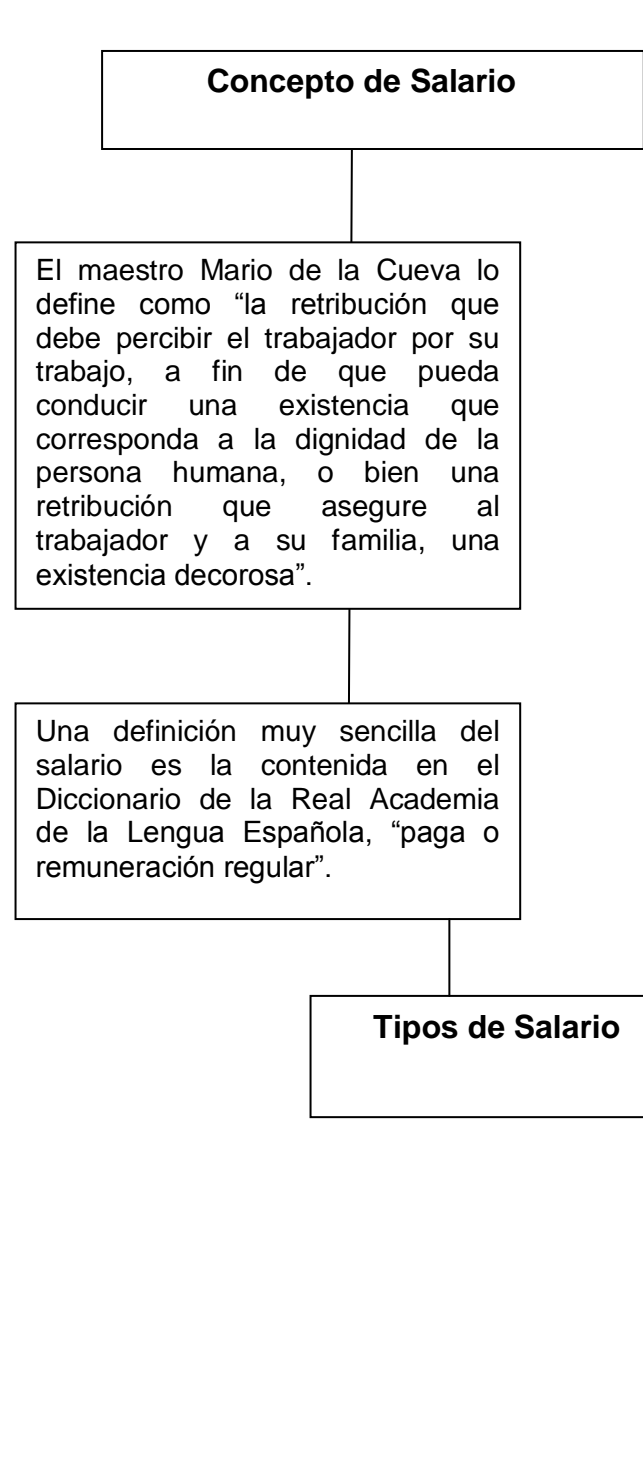 Concepto de Salario
El maestro Mario de la Cueva lo
define como “la retribución que
debe percibir el trabajador por su
trabajo, a fin de que pueda
conducir una existencia que
corresponda a la dignidad de la
persona humana, o bien una
retribución que asegure al
trabajador y a su familia, una
existencia decorosa”.
Una definición muy sencilla del
salario es la contenida en el
Diccionario de la Real Academia
de la Lengua Española, “paga o
remuneración regular”.
Tipos de Salario